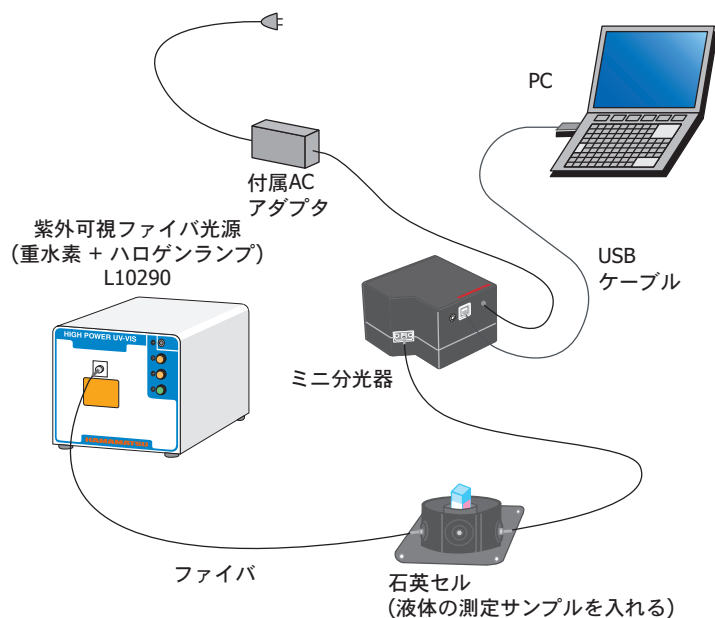 PC
付属AC
アダプタ
紫外可視ファイバ光源
(重水素 + ハロゲンランプ)
L10290
USB
ケーブル
HIGH POWER UV-VIS
ミニ分光器
HAMAMATSU
ファイバ
石英セル
(液体の測定サンプルを入れる)